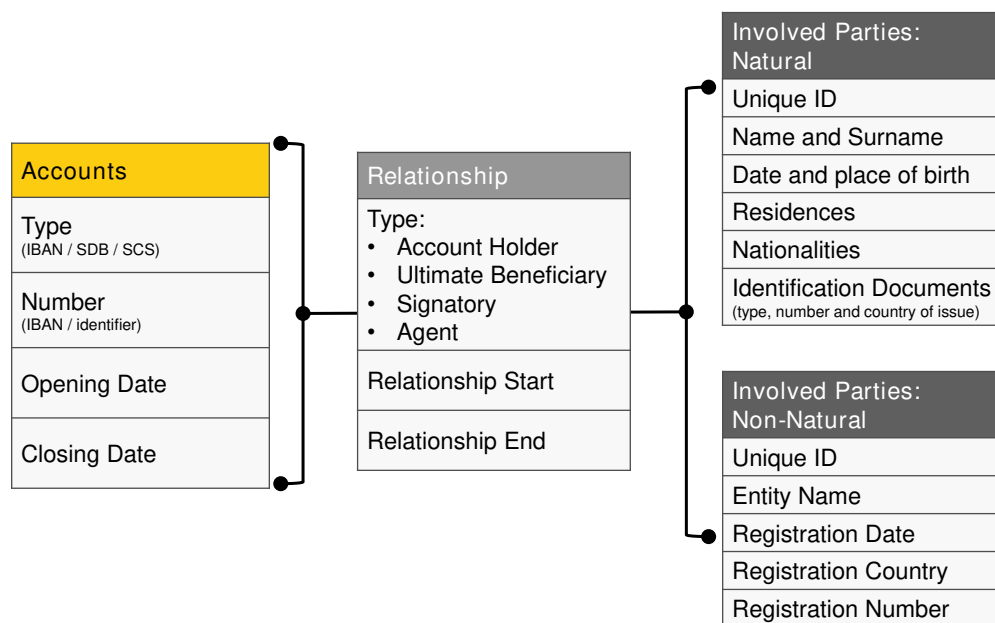 Accounts
Type
(IBAN / SDB / SCS)
Number
(IBAN / identifier)
Opening Date
Closing Date
Relationship
Type:
• Account Holder
• Ultimate Beneficiary
• Signatory
• Agent
Relationship Start
Relationship End
Involved Parties:
Natural
Unique ID
Name and Surname
Date and place of birth
Residences
Nationalities
Identification Documents
(type, number and country of issue)
Involved Parties:
Non-Natural
Unique ID
Entity Name
Registration Date
Registration Country
Registration Number